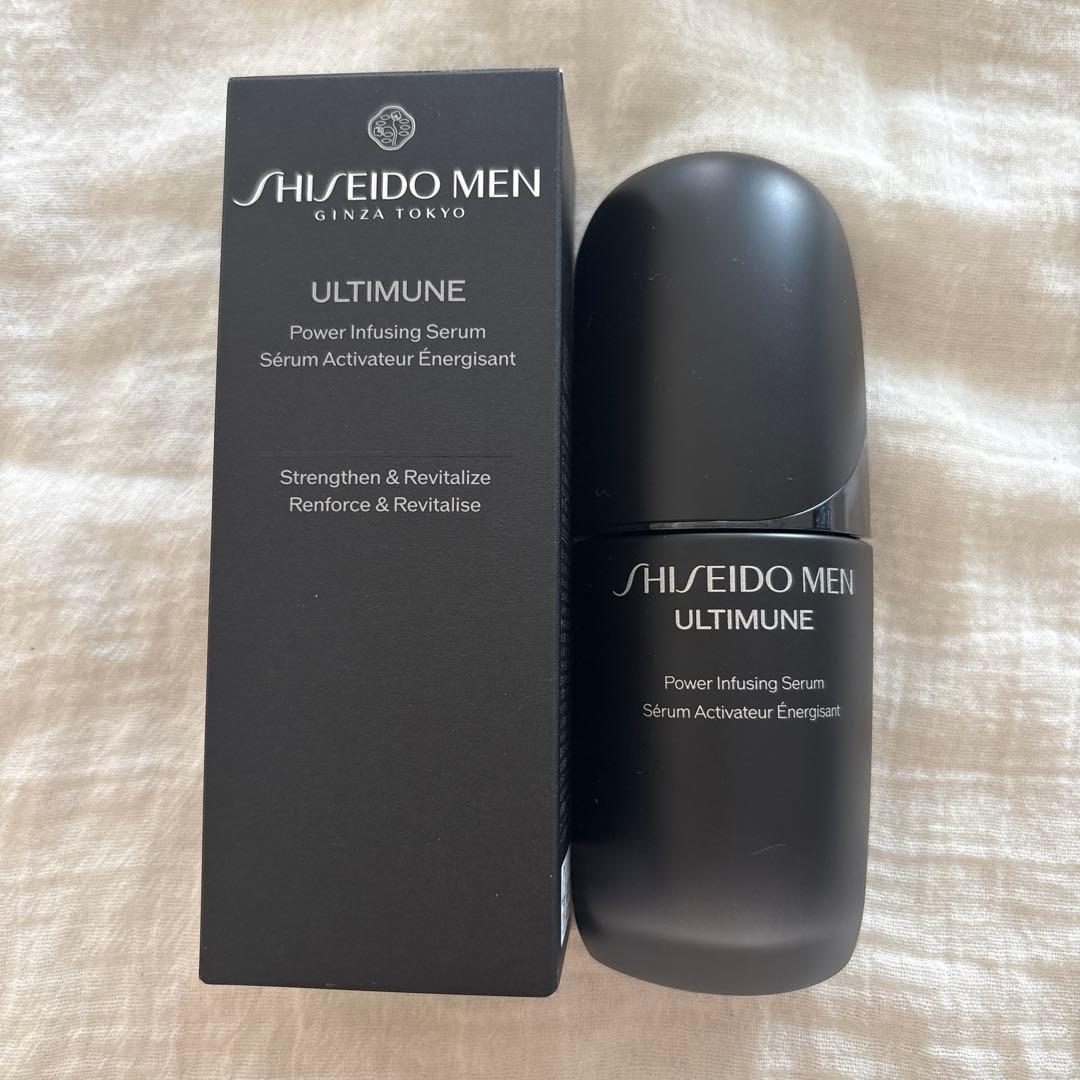 SHISEIDO MEN
GINZA TOKYO
ULTIMUNE
Power Infusing Serum
Sérum Activateur Énergisant
Strengthen & Revitalize
Renforce & Revitalise
SHISEIDO MEN
ULTIMUNE
Power Infusing Serum
Sérum Activateur Énergisant